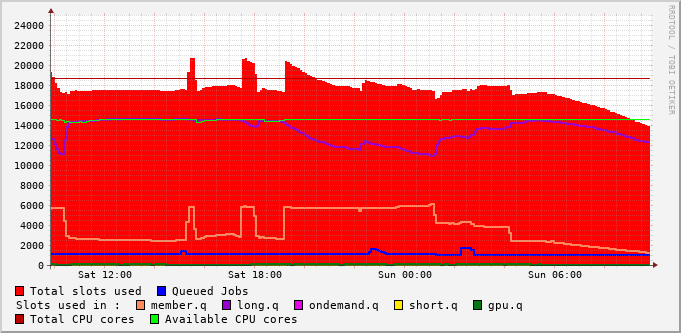 24000
22000
20000
18000
16000
14000
12000
10000
8000
6000
4000
2000
0
Sat 12:00 Sat 18:00 Sun 00:00 Sun 06:00
Total slots used Queued Jobs
Slots used in : member.q long.q ondemand.q short.q gpu.q
Total CPU cores Available CPU cores
RRDTOOL / TOBI OETIKER